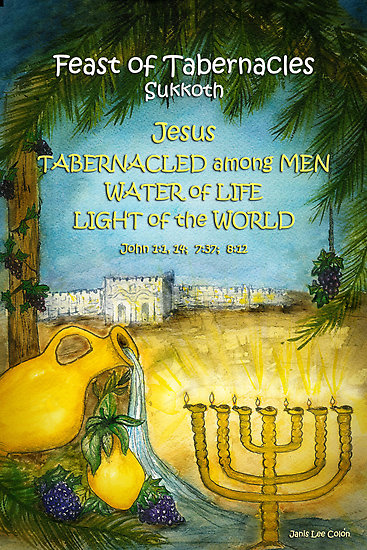 Feast of Tabernacles
Sukkoth
Jesus
TABERNACLED among MEN
WATER of LIFE
LIGHT of the WORLD
John 1:1, 14; 7:37; 8:12
Janis Lee Colón